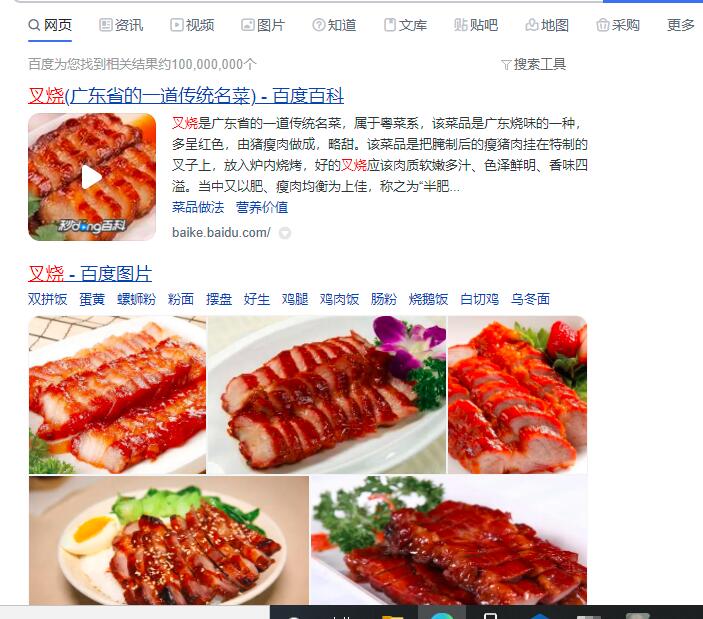 网页 资讯 视频 图片 知道 文库 贴吧 地图 采购 更多
百度为您找到相关结果约100,000,000个 搜索工具
叉烧(广东省的一道传统名菜) - 百度百科
叉烧是广东省的一道传统名菜，属于粤菜系，该菜品是广东烧味的一种，
多呈红色，由猪瘦肉做成，略甜。该菜品是把腌制后的瘦猪肉挂在特制的
叉子上，放入炉内烧烤，好的叉烧应该肉质软嫩多汁、色泽鲜明、香味四
溢。当中又以肥、瘦肉均衡为上佳，称之为“半肥...
菜品做法 营养价值
秒dong百科
baike.baidu.com/
叉烧 - 百度图片
双拼饭 蛋黄 螺蛳粉 粉面 摆盘 好生 鸡腿 鸡肉饭 肠粉 烧鹅饭 白切鸡 乌冬面